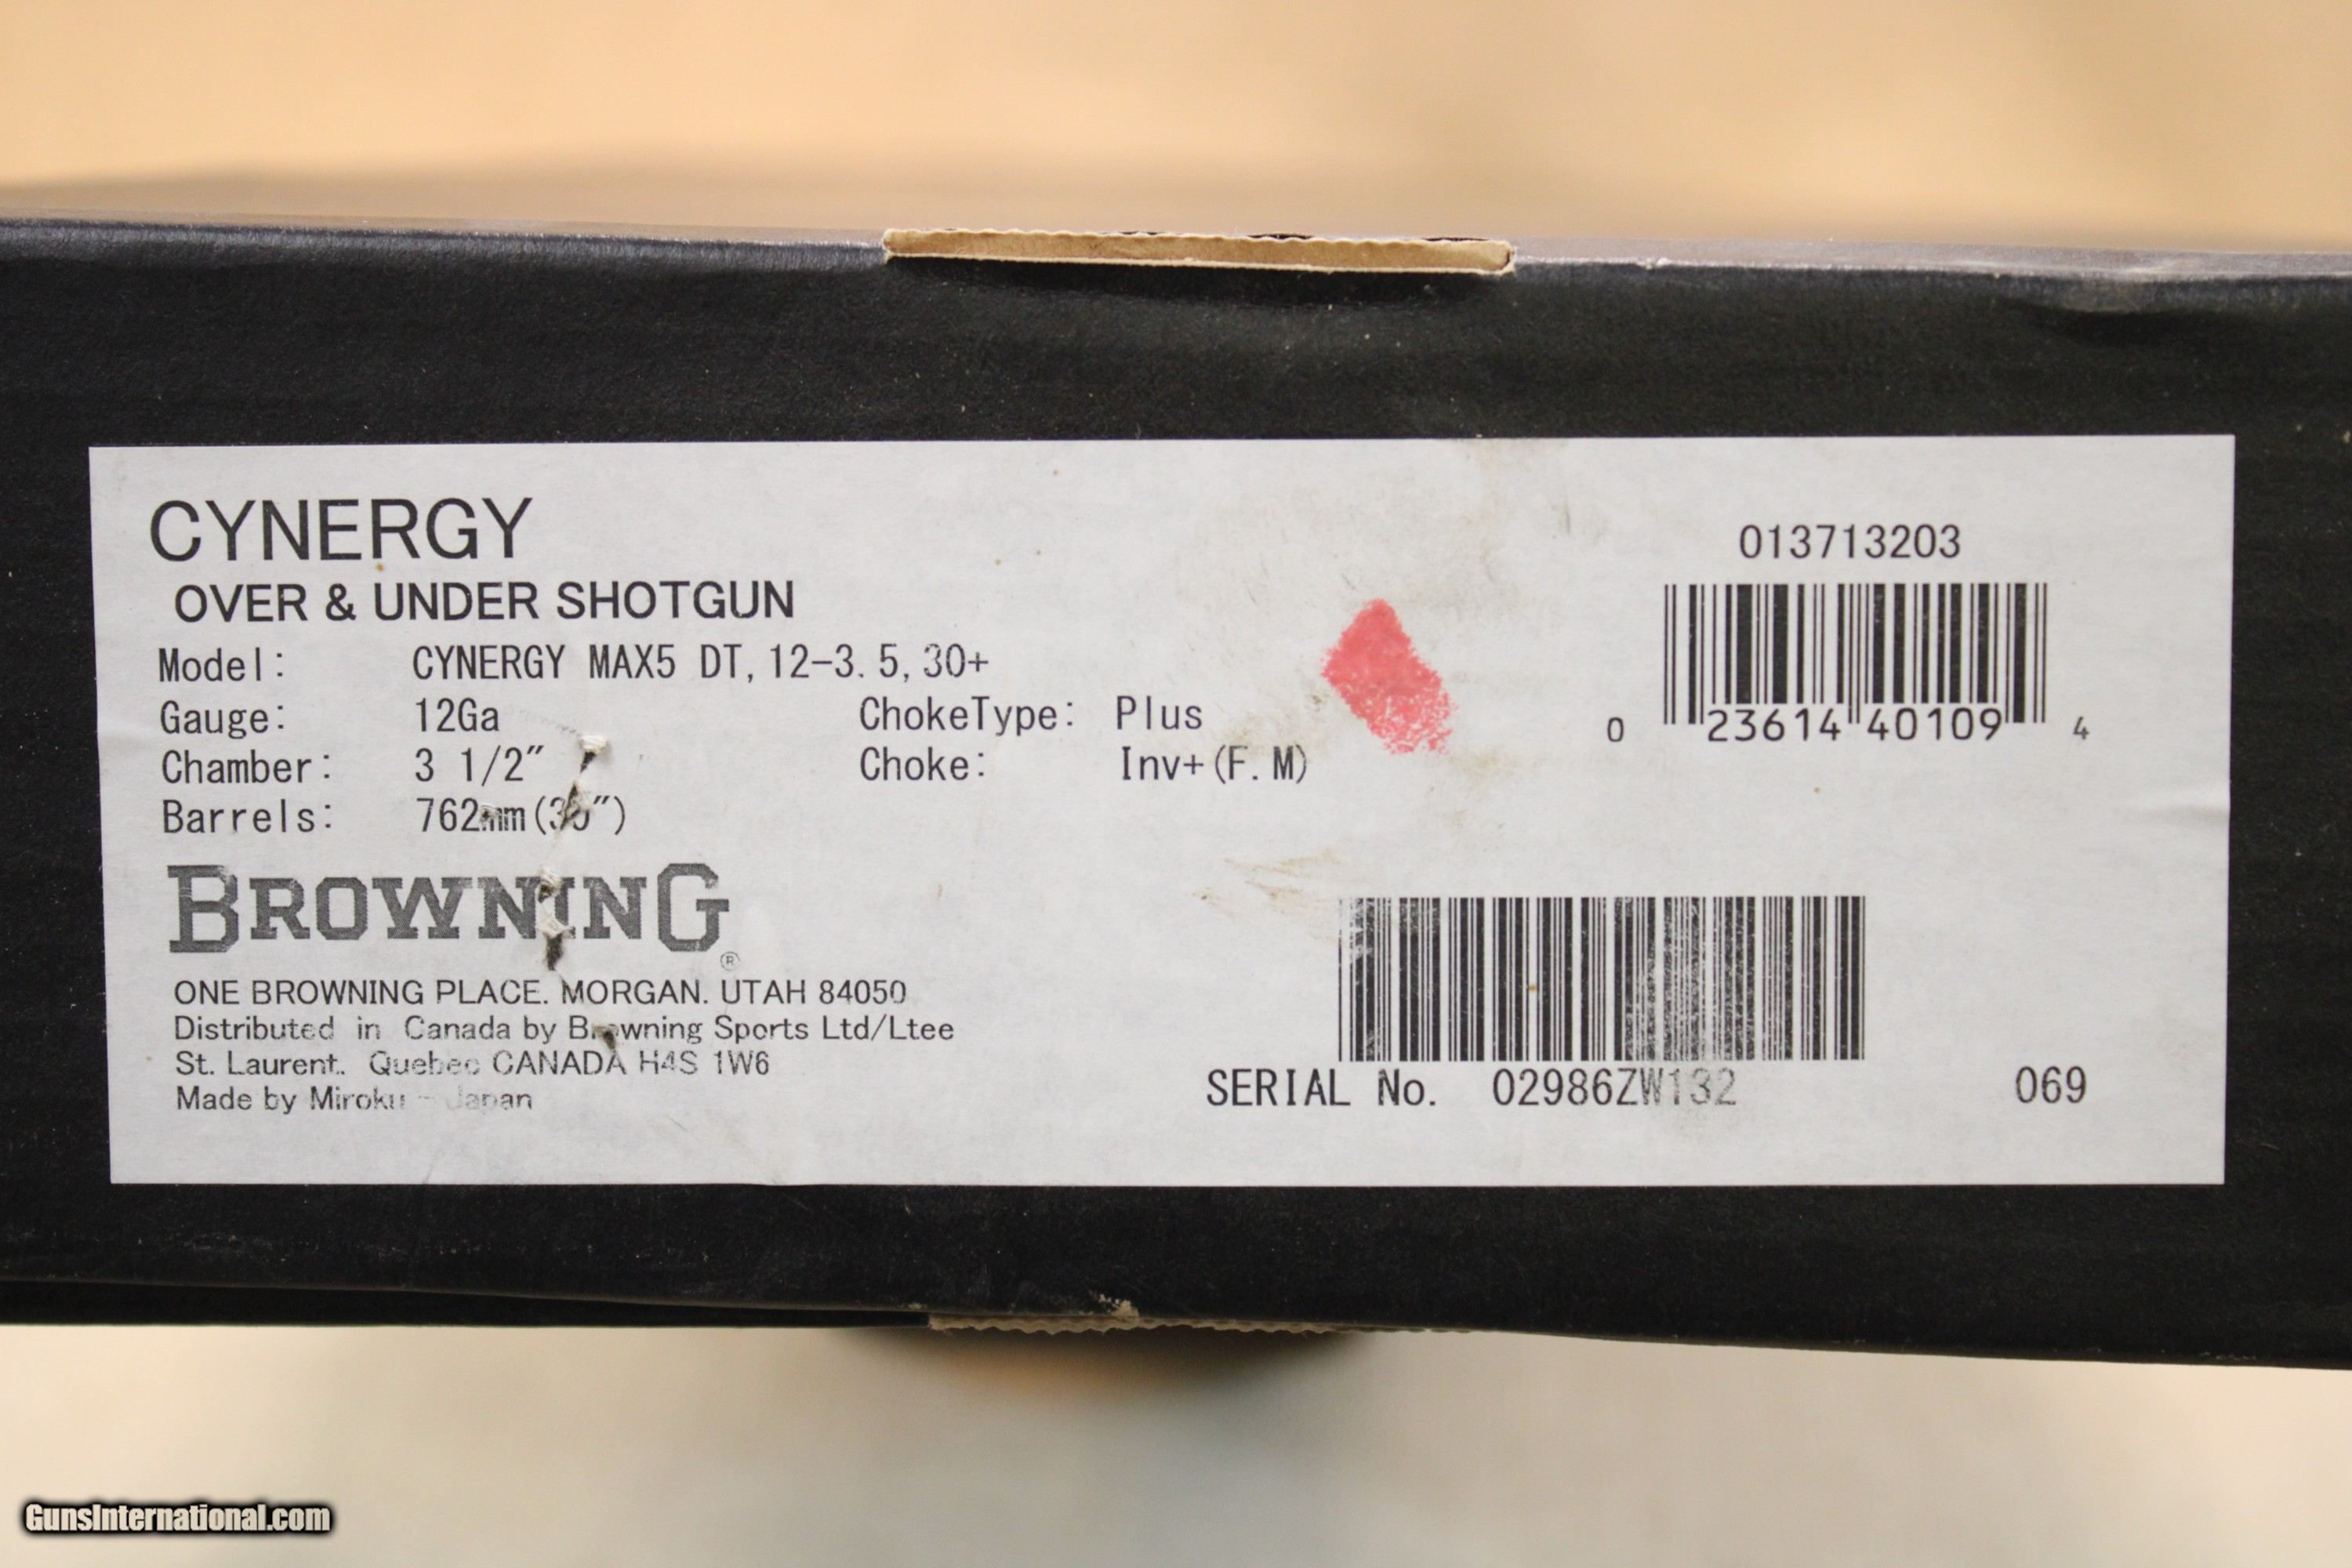 CYNERGY
OVER & UNDER SHOTGUN
Model: CYNERGY MAX5 DT, 12-3.5, 30+
Gauge: 12Ga ChokeType: Plus
Chamber: 3 1/2" Choke: Inv+(F.M)
Barrels: 762mm(30")
BROWNING®
ONE BROWNING PLACE. MORGAN. UTAH 84050
Distributed in Canada by Browning Sports Ltd/Ltee
St. Laurent. Quebec CANADA H4S 1W6
Made by Miroku - Japan
013713203
0 23614 40109 4
SERIAL No. 02986ZW132 069
GunsInternational.com